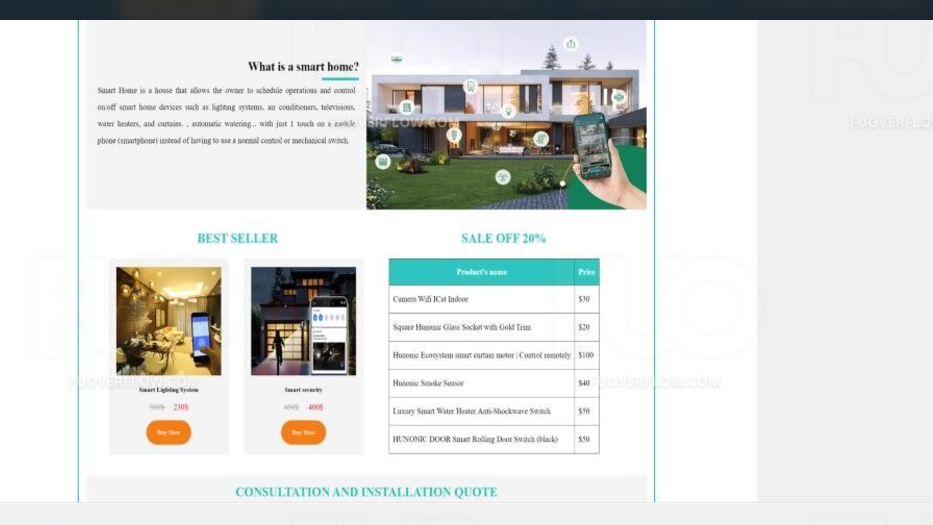 What is a smart home?
Smart Home is a house that allows the owner to schedule operations and control
on/off smart home devices such as lighting systems, air conditioners, televisions,
water heaters, and curtains. , automatic watering... with just 1 touch on a mobile
phone (smartphone) instead of having to use a normal control or mechanical switch.
FUOVERFLOW.COM
FUOVERFLO
BEST SELLER
SALE OFF 20%
Product's name Price
Camera Wifi ICat Indoor $30
Square Hunonic Glass Socket with Gold Trim $20
Hunonic Ecosystem smart curtain motor | Control remotely $100
Hunonic Smoke Sensor $40
Luxury Smart Water Heater Anti-Shockwave Switch $50
HUNONIC DOOR Smart Rolling Door Switch (black) $50
FUOVERFLOW.COM
FUOVERFLOW.COM
Smart Lighting System
300$ 230$
Buy Now
Smart security
450$ 400$
Buy Now
CONSULTATION AND INSTALLATION QUOTE